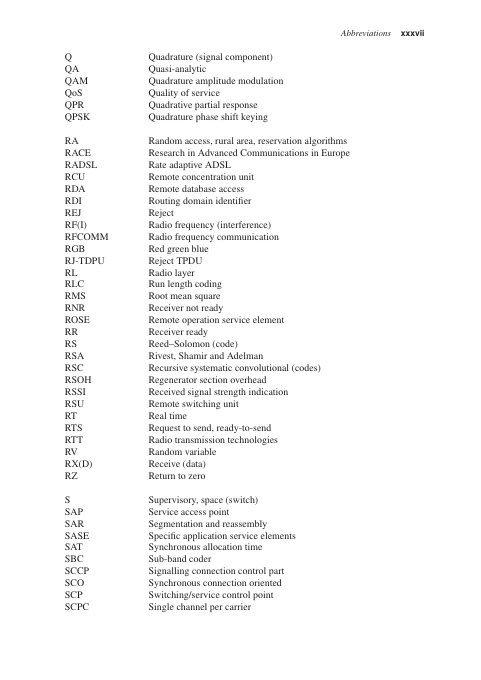 Abbreviations xxxvii
Q Quadrature (signal component)
QA Quasi-analytic
QAM Quadrature amplitude modulation
QoS Quality of service
QPR Quadrative partial response
QPSK Quadrature phase shift keying
RA Random access, rural area, reservation algorithms
RACE Research in Advanced Communications in Europe
RADSL Rate adaptive ADSL
RCU Remote concentration unit
RDA Remote database access
RDI Routing domain identifier
REJ Reject
RF(I) Radio frequency (interference)
RFCOMM Radio frequency communication
RGB Red green blue
RJ-TDPU Reject TPDU
RL Radio layer
RLC Run length coding
RMS Root mean square
RNR Receiver not ready
ROSE Remote operation service element
RR Receiver ready
RS Reed–Solomon (code)
RSA Rivest, Shamir and Adelman
RSC Recursive systematic convolutional (codes)
RSOH Regenerator section overhead
RSSI Received signal strength indication
RSU Remote switching unit
RT Real time
RTS Request to send, ready-to-send
RTT Radio transmission technologies
RV Random variable
RX(D) Receive (data)
RZ Return to zero
S Supervisory, space (switch)
SAP Service access point
SAR Segmentation and reassembly
SASE Specific application service elements
SAT Synchronous allocation time
SBC Sub-band coder
SCCP Signalling connection control part
SCO Synchronous connection oriented
SCP Switching/service control point
SCPC Single channel per carrier